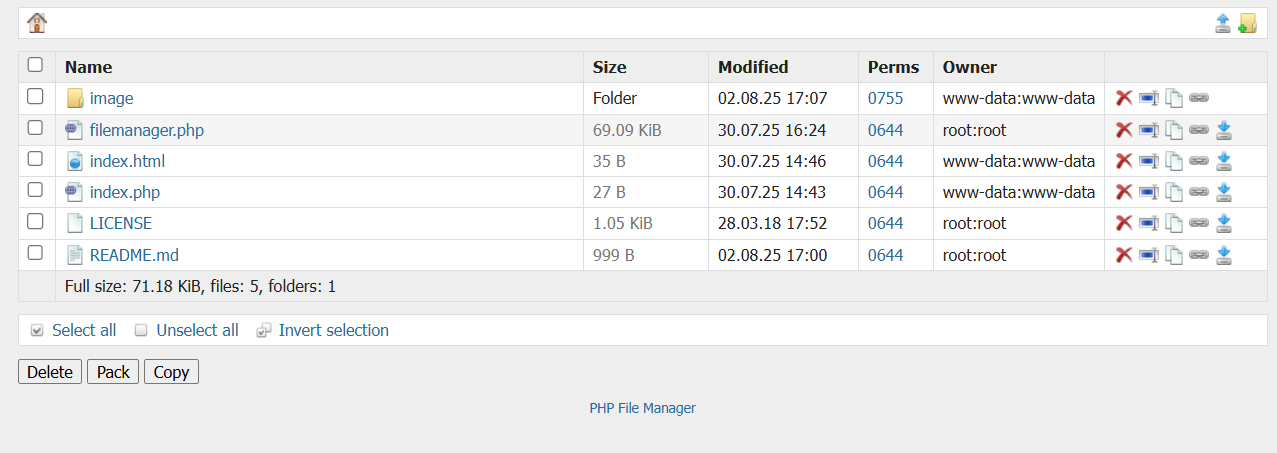 Name Size Modified Perms Owner
image Folder 02.08.25 17:07 0755 www-data:www-data
filemanager.php 69.09 KiB 30.07.25 16:24 0644 root:root
index.html 35 B 30.07.25 14:46 0644 www-data:www-data
index.php 27 B 30.07.25 14:43 0644 www-data:www-data
LICENSE 1.05 KiB 28.03.18 17:52 0644 root:root
README.md 999 B 02.08.25 17:00 0644 root:root
Full size: 71.18 KiB, files: 5, folders: 1
Select all Unselect all Invert selection
Delete Pack Copy
PHP File Manager